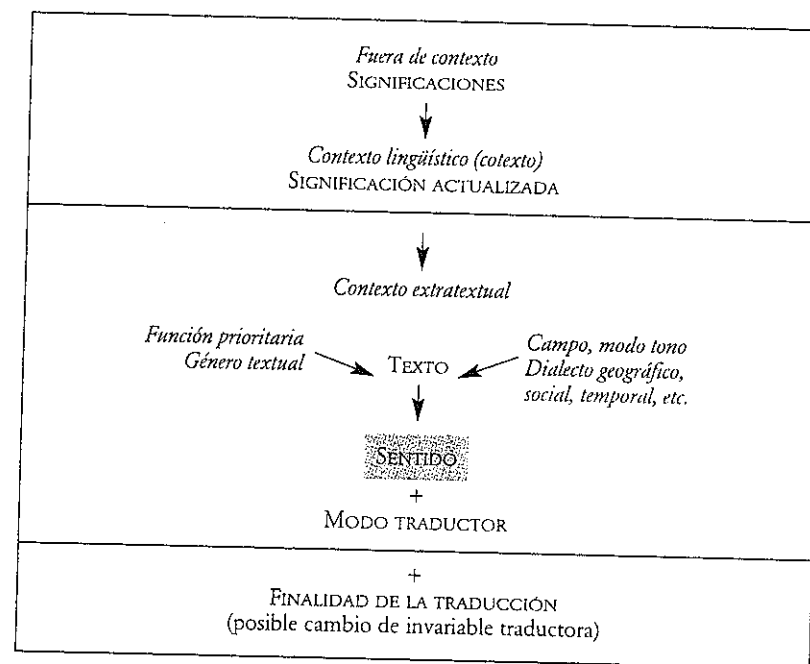 Fuera de contexto
SIGNIFICACIONES
Contexto lingüístico (cotexto)
SIGNIFICACIÓN ACTUALIZADA
Contexto extratextual
Función prioritaria
Género textual
TEXTO
Campo, modo tono
Dialecto geográfico,
social, temporal, etc.
SENTIDO
+
MODO TRADUCTOR
+
FINALIDAD DE LA TRADUCCIÓN
(posible cambio de invariable traductora)